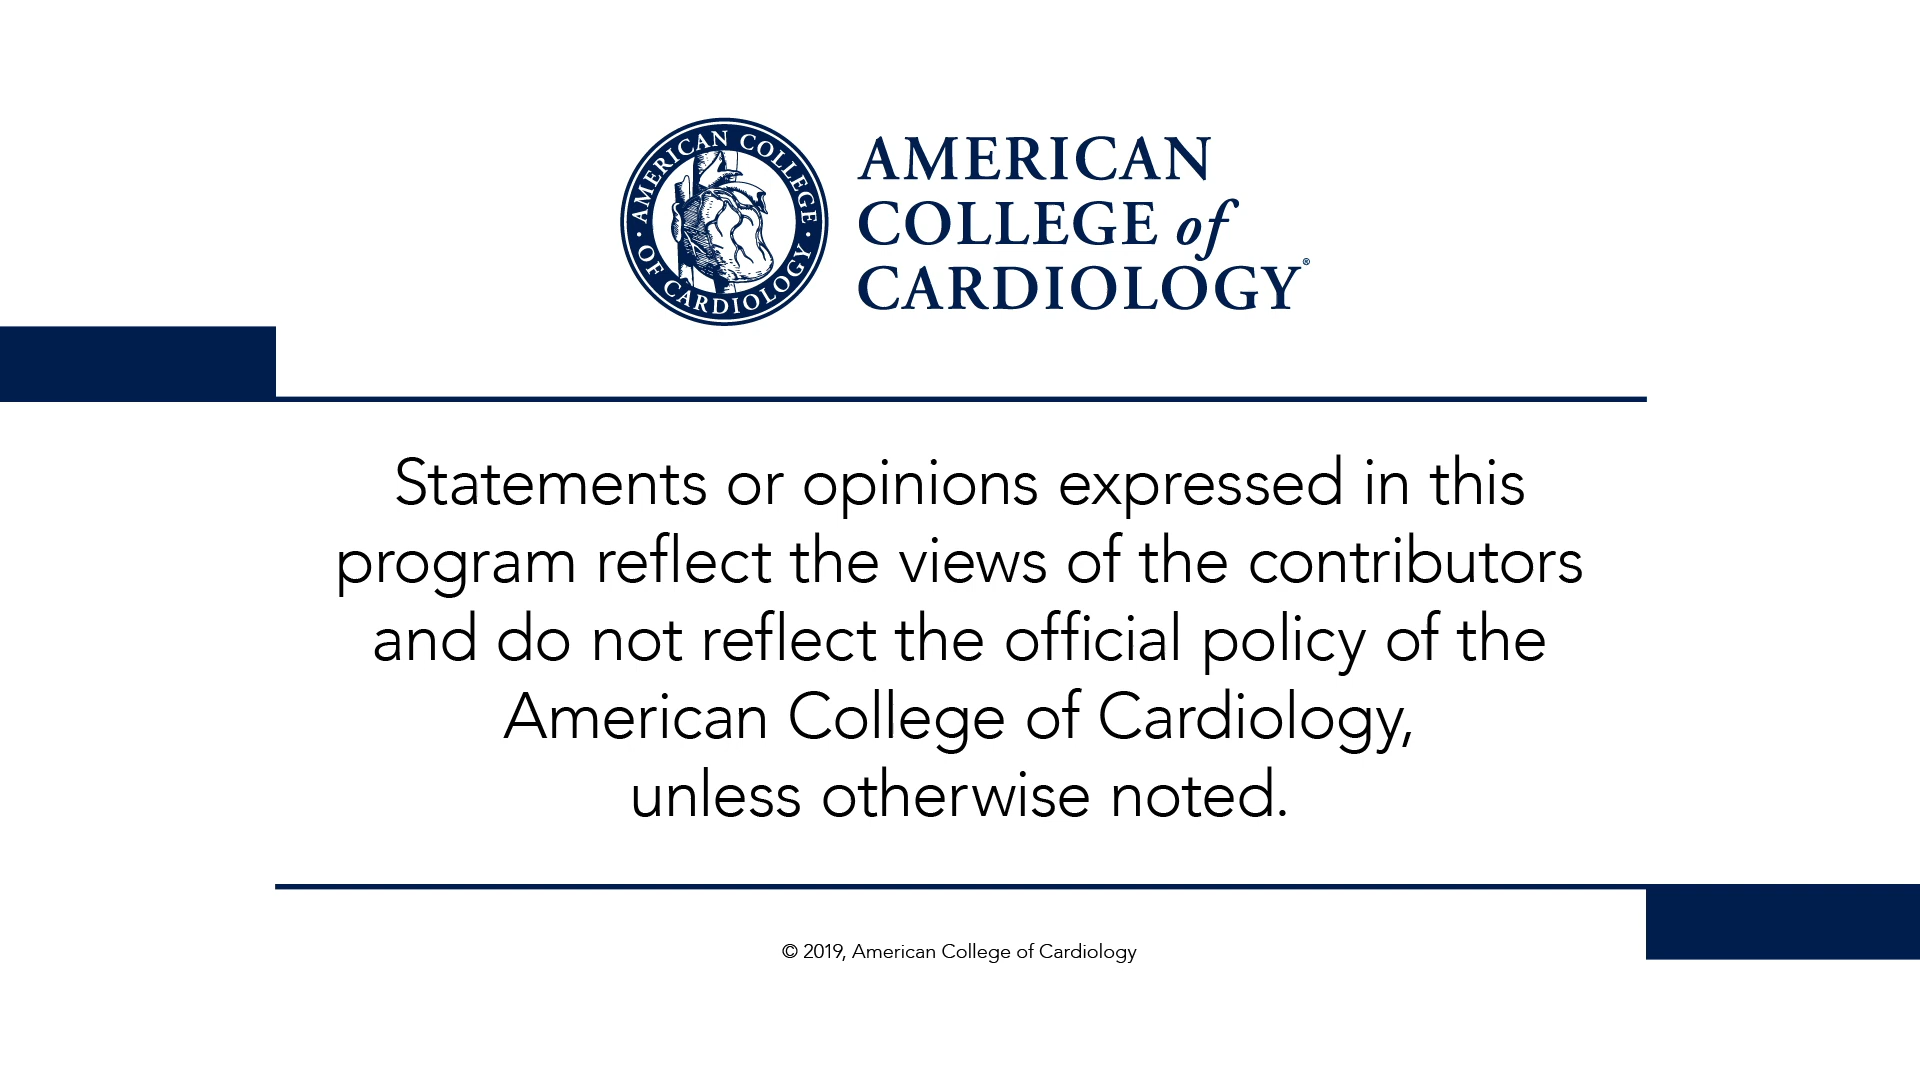 AMERICAN COLLEGE
· OF CARDIOLOGY ·
AMERICAN
COLLEGE of
CARDIOLOGY®
Statements or opinions expressed in this
program reflect the views of the contributors
and do not reflect the official policy of the
American College of Cardiology,
unless otherwise noted.
© 2019, American College of Cardiology